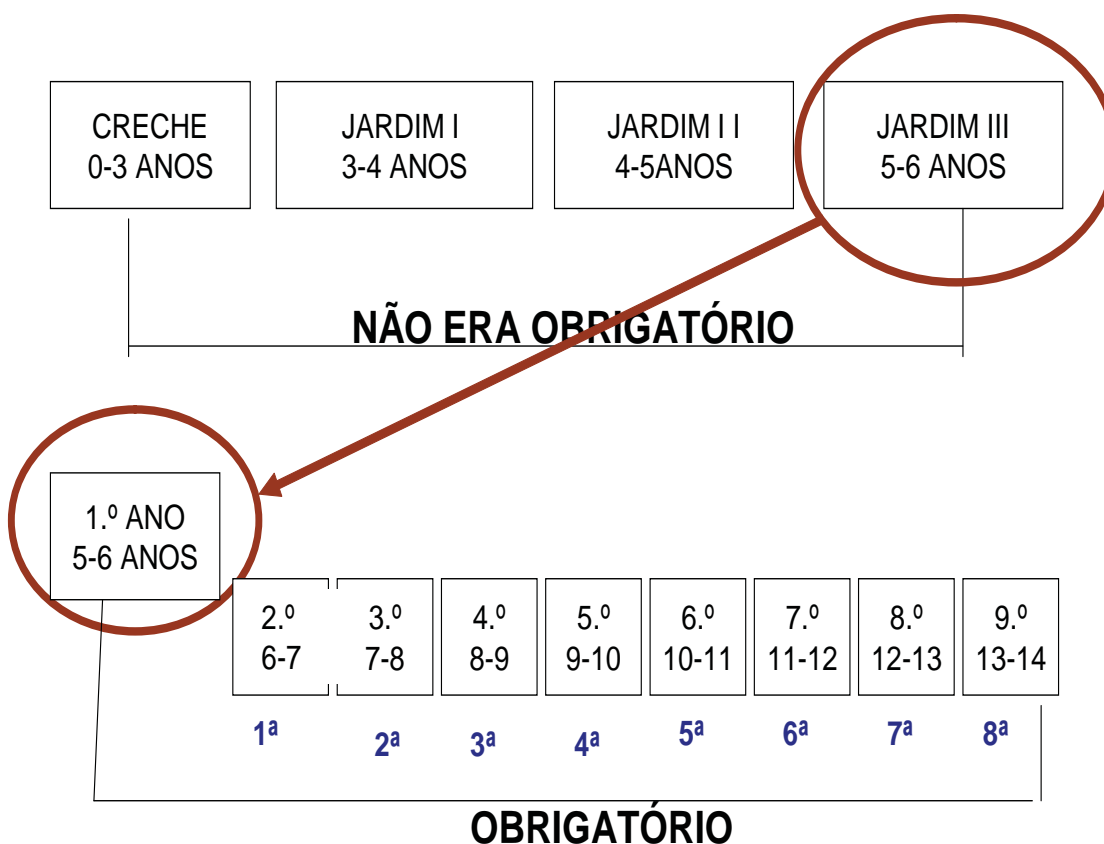 CRECHE
0-3 ANOS
JARDIM I
3-4 ANOS
JARDIM I I
4-5ANOS
JARDIM III
5-6 ANOS
NÃO ERA OBRIGATÓRIO
1.º ANO
5-6 ANOS
2.º
6-7
3.º
7-8
4.º
8-9
5.º
9-10
6.º
10-11
7.º
11-12
8.º
12-13
9.º
13-14
1ª
2ª
3ª
4ª
5ª
6ª
7ª
8ª
OBRIGATÓRIO